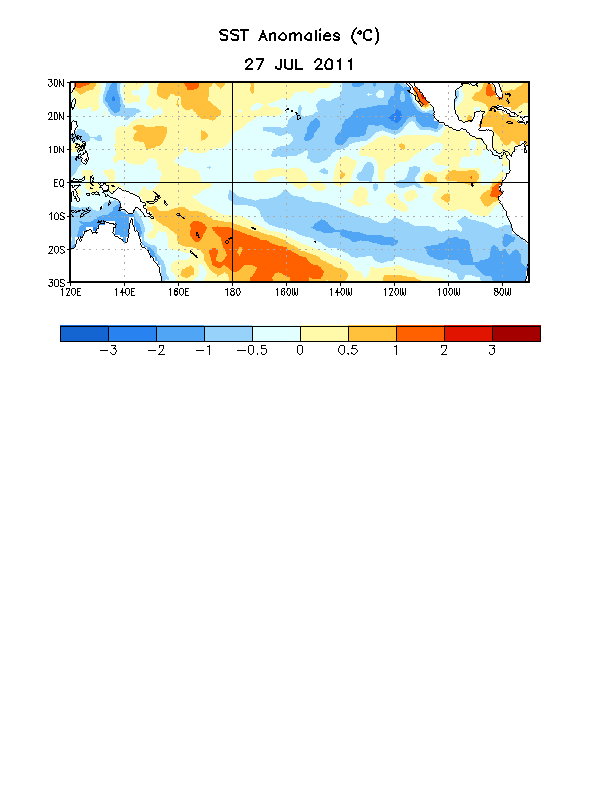 SST Anomalies (°C)
27 JUL 2011
30N
20N
10N
EQ
10S
20S
30S
120E 140E 160E 180 160W 140W 120W 100W 80W
-3 -2 -1 -0.5 0 0.5 1 2 3